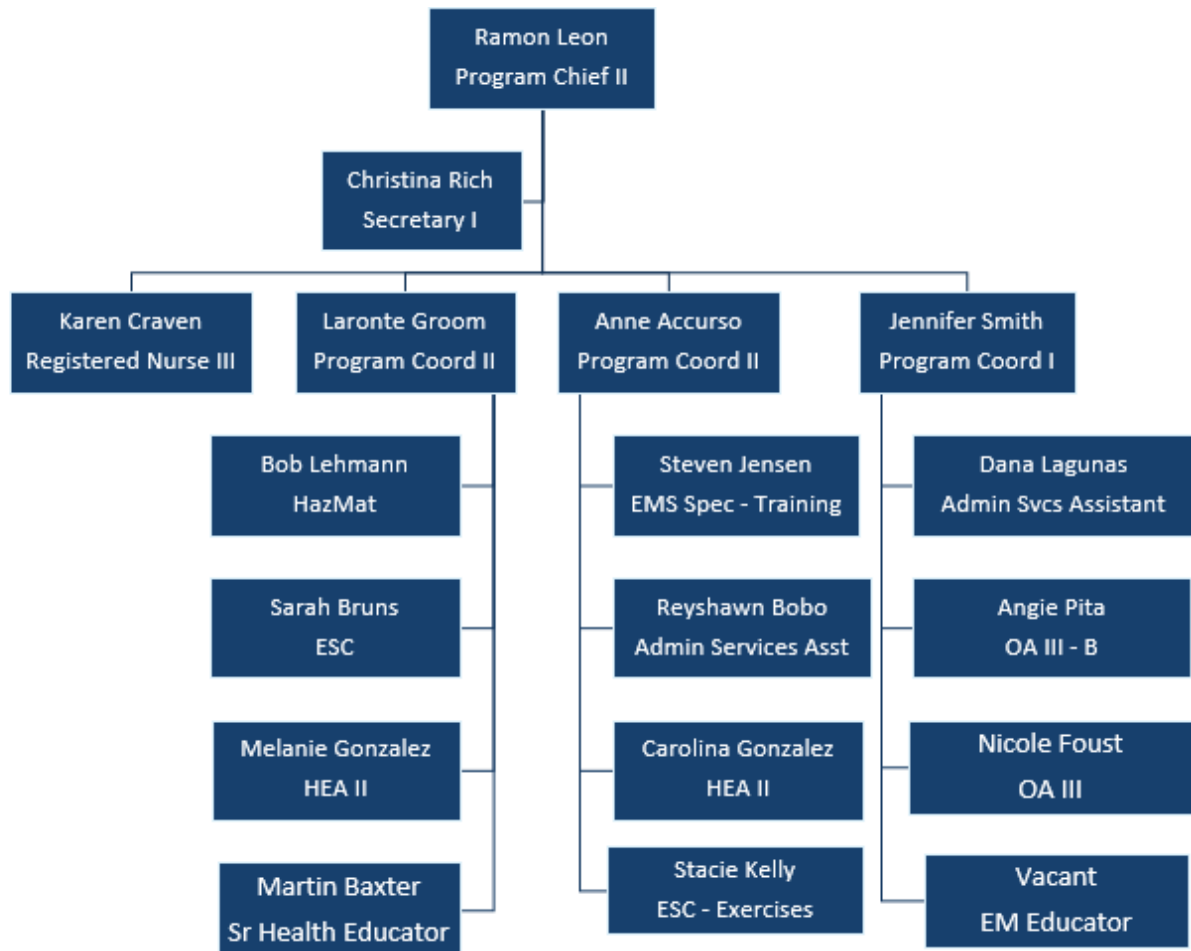 Ramon Leon
Program Chief II
Christina Rich
Secretary I
Karen Craven
Registered Nurse III
Laronte Groom
Program Coord II
Anne Accurso
Program Coord II
Jennifer Smith
Program Coord I
Bob Lehmann
HazMat
Sarah Bruns
ESC
Melanie Gonzalez
HEA II
Martin Baxter
Sr Health Educator
Steven Jensen
EMS Spec - Training
Reyshawn Bobo
Admin Services Asst
Carolina Gonzalez
HEA II
Stacie Kelly
ESC - Exercises
Dana Lagunas
Admin Svcs Assistant
Angie Pita
OA III - B
Nicole Foust
OA III
Vacant
EM Educator